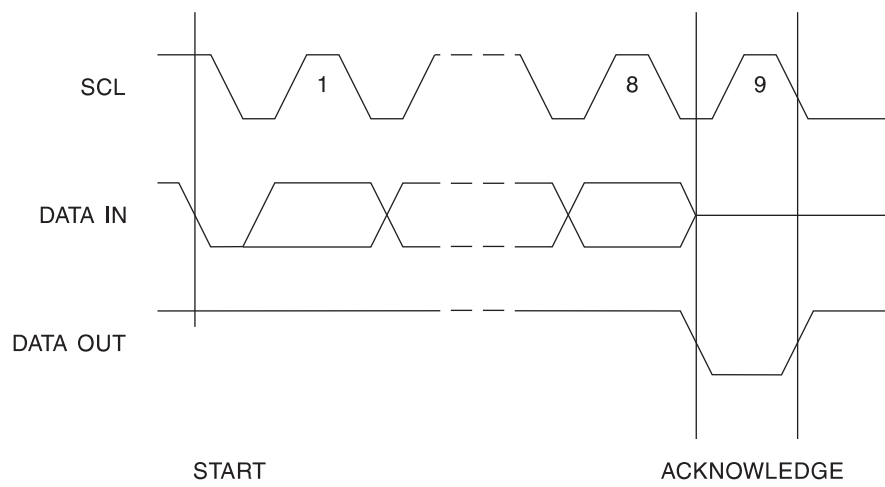 SCL
1
8
9
DATA IN
DATA OUT
START
ACKNOWLEDGE